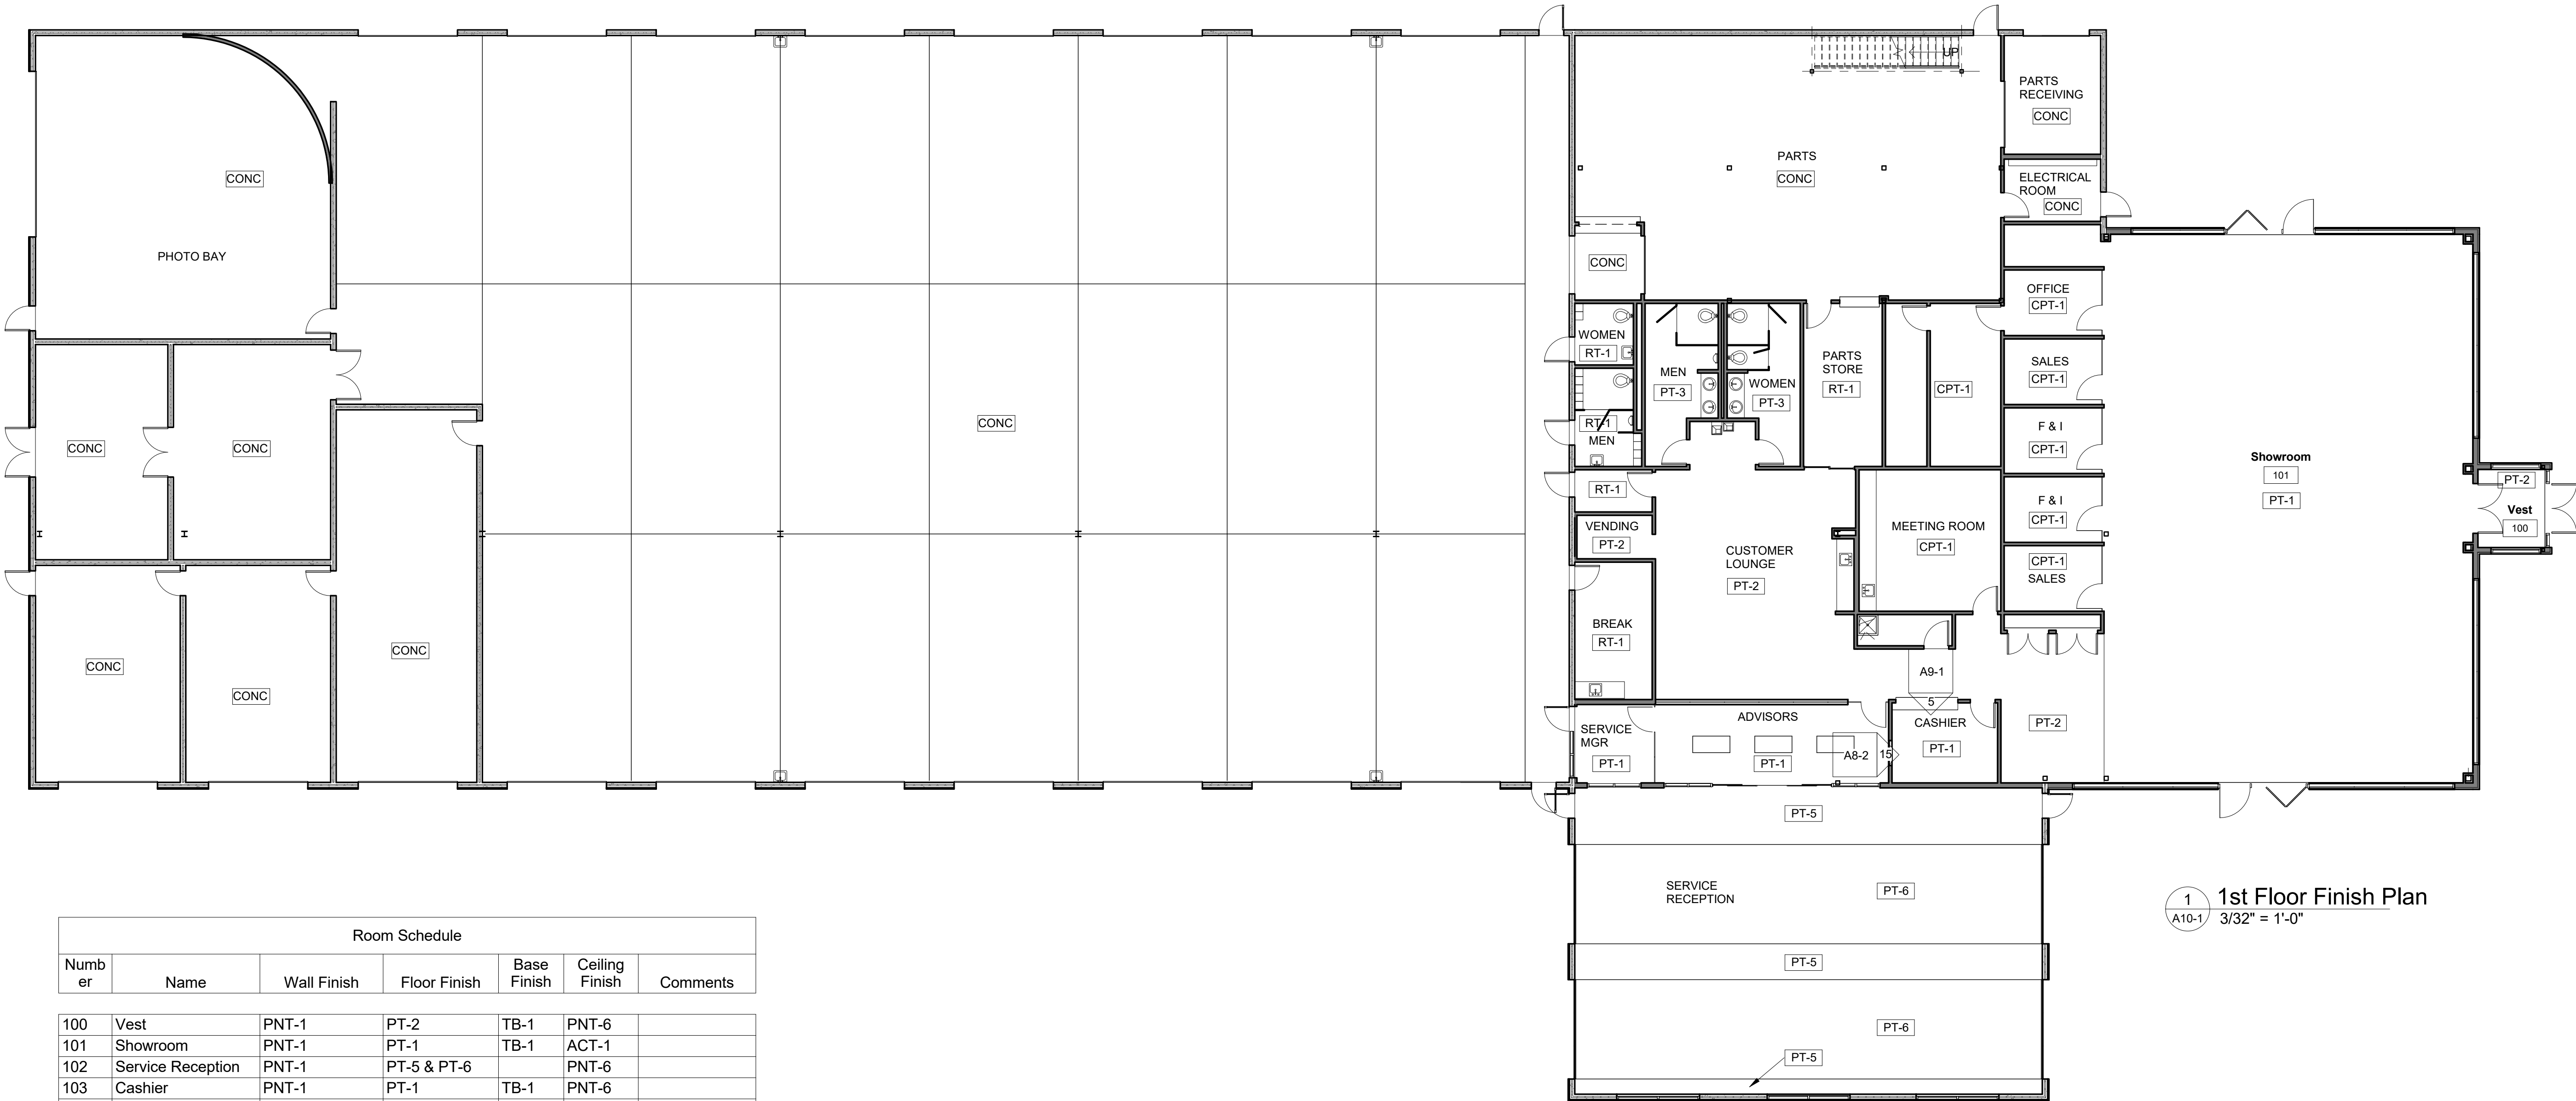 UP
PARTS
RECEIVING
CONC
PARTS
CONC
ELECTRICAL
ROOM
CONC
CONC
PHOTO BAY
CONC
OFFICE
CPT-1
WOMEN
RT-1
MEN
PT-3
WOMEN
PT-3
PARTS
STORE
RT-1
CPT-1
SALES
CPT-1
RT-1
MEN
F & I
CPT-1
CONC
CONC
CONC
Showroom
101
PT-1
PT-2
Vest
100
RT-1
VENDING
PT-2
CUSTOMER
LOUNGE
PT-2
MEETING ROOM
CPT-1
F & I
CPT-1
CPT-1
SALES
BREAK
RT-1
CONC
CONC
CONC
A9-1
5
SERVICE
MGR
PT-1
ADVISORS
PT-1
A8-2
15
CASHIER
PT-1
PT-2
PT-5
SERVICE
RECEPTION
PT-6
PT-5
PT-6
PT-5
1
A10-1
1st Floor Finish Plan
3/32" = 1'-0"
Room Schedule
Numb
er Name Wall Finish Floor Finish Base
Finish Ceiling
Finish Comments
100 Vest PNT-1 PT-2 TB-1 PNT-6
101 Showroom PNT-1 PT-1 TB-1 ACT-1
102 Service Reception PNT-1 PT-5 & PT-6 PNT-6
103 Cashier PNT-1 PT-1 TB-1 PNT-6